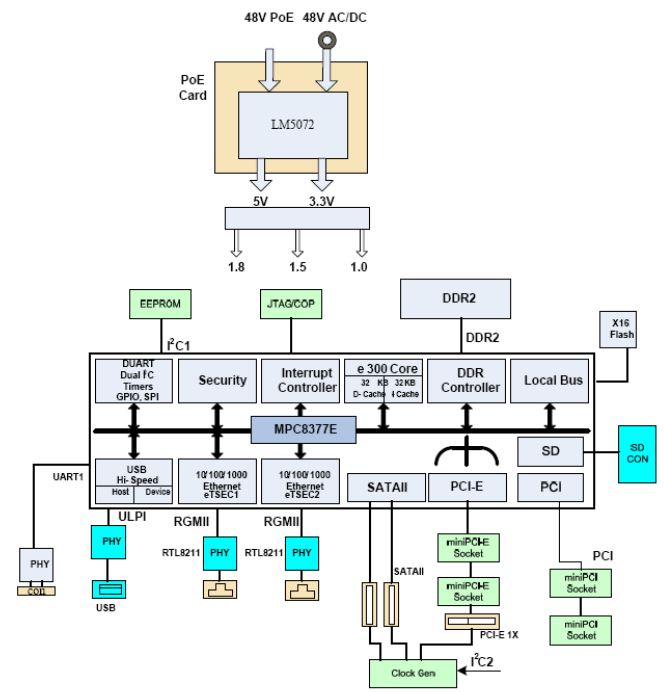 48V PoE
48V AC/DC
PoE
Card
LM5072
5V
3.3V
1.8
1.5
1.0
EEPROM
JTAG/COP
DDR2
X16
Flash
I²C1
DDR2
DUART
Dual I²C
Timers
GPIO, SPI
Security
Interrupt
Controller
e 300 Core
32 KB
D- Cache
32 KB
I-Cache
DDR
Controller
Local Bus
MPC8377E
SD
SD
CON
UART1
USB
Hi- Speed
Host
Device
10/100/1000
Ethernet
eTSEC1
10/100/1000
Ethernet
eTSEC2
SATAII
PCI-E
PCI
ULPI
RGMII
RGMII
PHY
PHY
RTL8211
PHY
RTL8211
PHY
miniPCI-E
Socket
PCI
SATAII
miniPCI
Socket
miniPCI-E
Socket
USB
miniPCI
Socket
PCI-E 1X
Clock Gen
I²C2